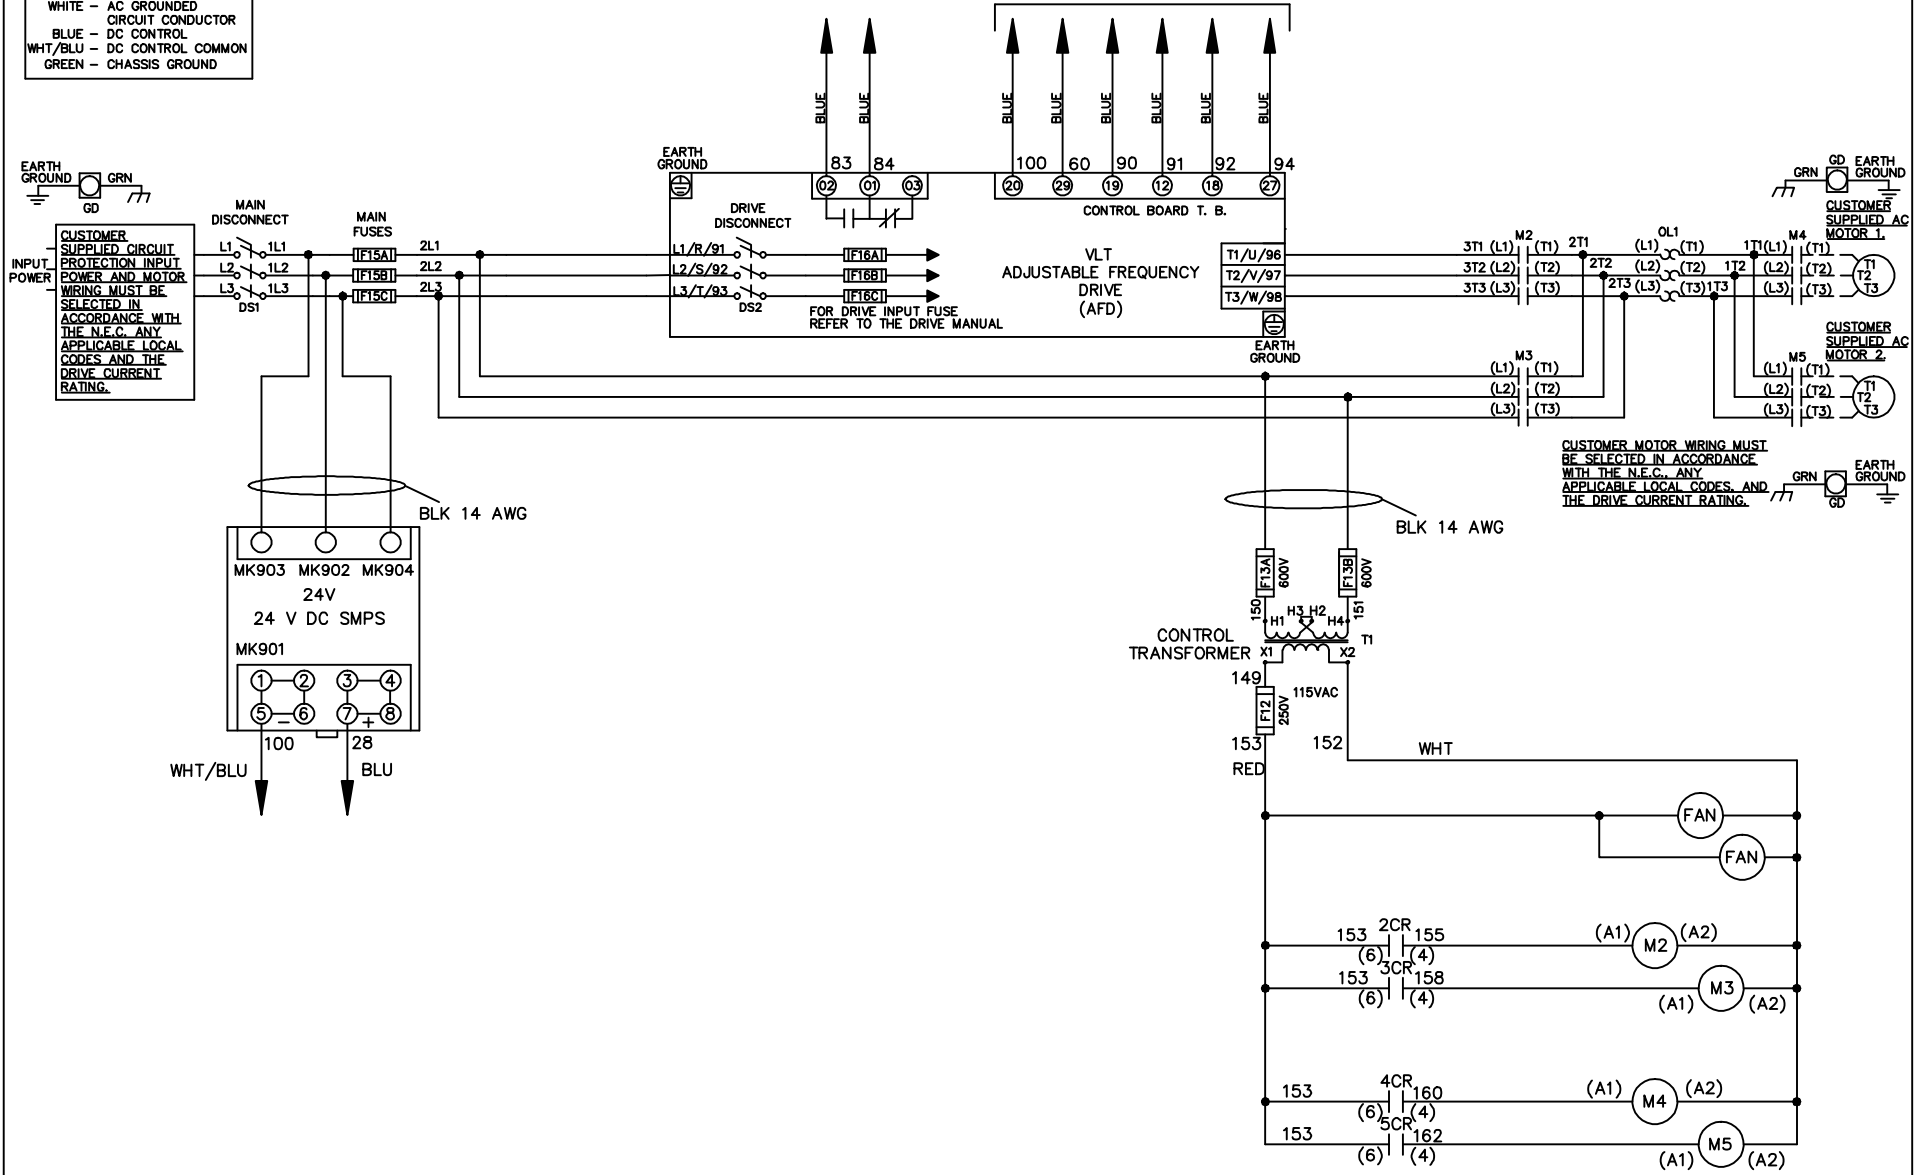 WHITE – AC GROUNDED
CIRCUIT CONDUCTOR
BLUE – DC CONTROL
WHT/BLU – DC CONTROL COMMON
GREEN – CHASSIS GROUND
BLUE
BLUE
BLUE
BLUE
BLUE
BLUE
BLUE
BLUE
EARTH
GROUND
GRN
GD
INPUT
POWER
CUSTOMER
SUPPLIED CIRCUIT
PROTECTION INPUT
POWER AND MOTOR
WIRING MUST BE
SELECTED IN
ACCORDANCE WITH
THE N.E.C. ANY
APPLICABLE LOCAL
CODES AND THE
DRIVE CURRENT
RATING.
MAIN
DISCONNECT
L1 1L1
L2 1L2
L3 1L3
DS1
MAIN
FUSES
F15A
F15B
F15C
2L1
2L2
2L3
EARTH
GROUND
83 84
02 01 03
100 60 90 91 92 94
20 29 19 12 18 27
CONTROL BOARD T. B.
DRIVE
DISCONNECT
L1/R/91
L2/S/92
L3/T/93
DS2
F16A
F16B
F16C
FOR DRIVE INPUT FUSE
REFER TO THE DRIVE MANUAL
VLT
ADJUSTABLE FREQUENCY
DRIVE
(AFD)
T1/U/96
T2/V/97
T3/W/98
EARTH
GROUND
M2
3T1 (L1) (T1) 2T1
3T2 (L2) (T2) 2T2
3T3 (L3) (T3) 2T3
OL1
(L1) (T1) 1T1
(L2) (T2) 1T2
(L3) (T3) 1T3
M4
(L1) (T1)
(L2) (T2)
(L3) (T3)
T1
T2
T3
GRN
GD
EARTH
GROUND
CUSTOMER
SUPPLIED AC
MOTOR 1.
CUSTOMER
SUPPLIED AC
MOTOR 2.
M3
(L1) (T1)
(L2) (T2)
(L3) (T3)
M5
(L1) (T1)
(L2) (T2)
(L3) (T3)
T1
T2
T3
CUSTOMER MOTOR WIRING MUST
BE SELECTED IN ACCORDANCE
WITH THE N.E.C., ANY
APPLICABLE LOCAL CODES, AND
THE DRIVE CURRENT RATING.
GRN
GD
EARTH
GROUND
BLK 14 AWG
MK903 MK902 MK904
24V
24 V DC SMPS
MK901
1 2 3 4
5 6 7 8
– +
100 28
WHT/BLU BLU
BLK 14 AWG
F13A 600V
F13B 600V
150 151
H1 H3 H2 H4
CONTROL
TRANSFORMER
X1 X2 T1
149
115VAC
F12 250V
153 152
RED WHT
FAN
FAN
2CR
153 155 (A1) M2 (A2)
(6) (4)
3CR
153 158 M3
(6) (4) (A1) (A2)
4CR
153 160 (A1) M4 (A2)
(6) (4)
5CR
153 162 M5
(6) (4) (A1) (A2)